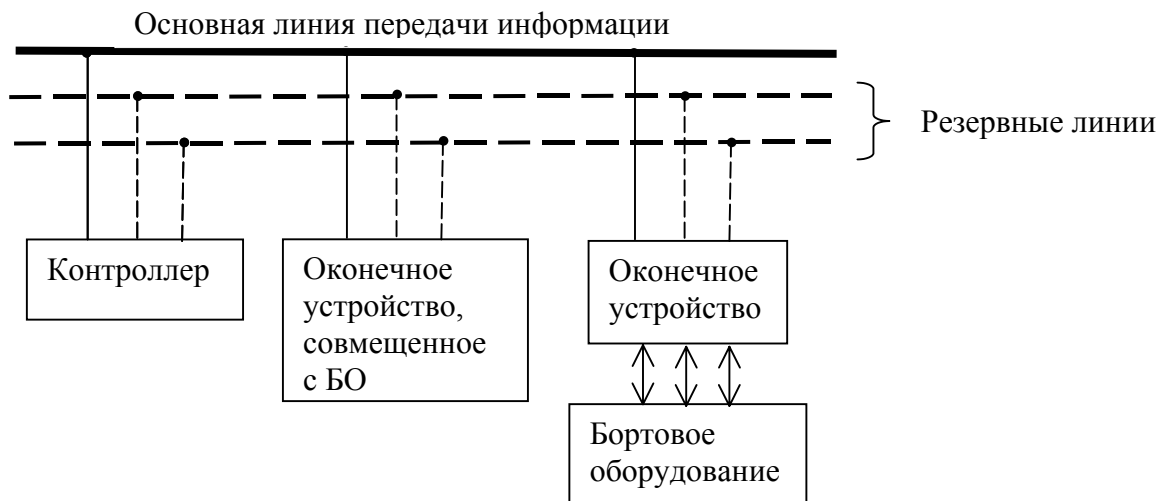 Основная линия передачи информации
Резервные линии
Контроллер
Оконечное
устройство,
совмещенное
с БО
Оконечное
устройство
Бортовое
оборудование